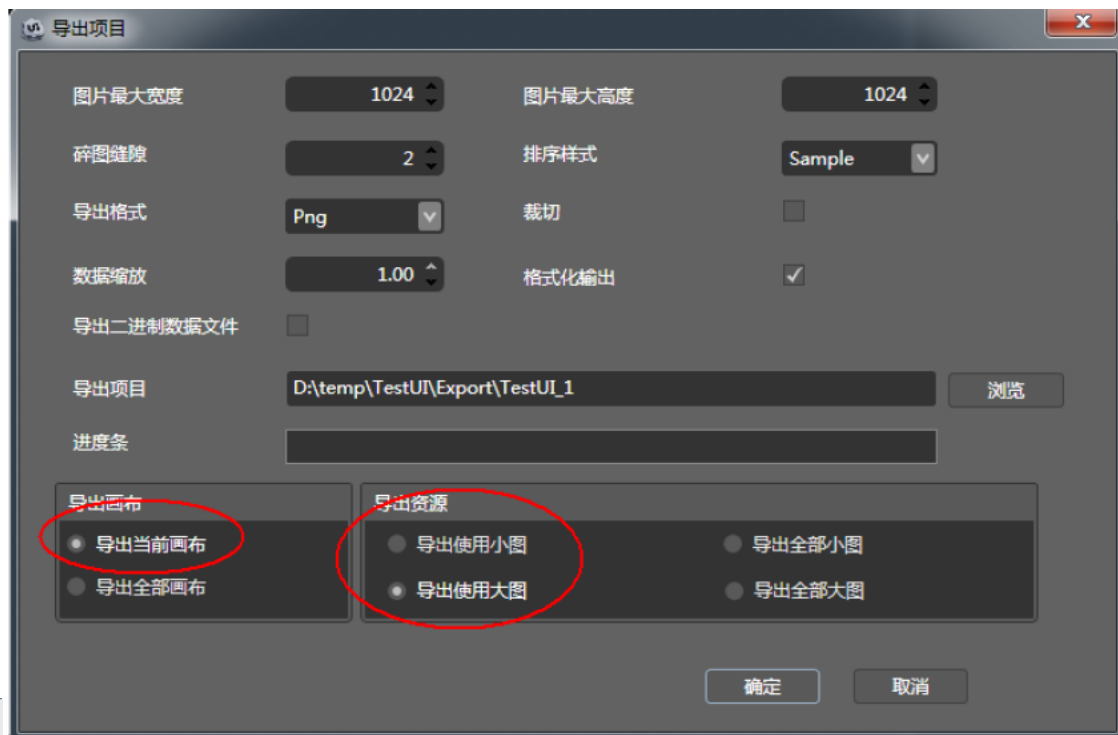 导出项目
图片最大宽度 1024 图片最大高度 1024
碎图缝隙 2 排序样式 Sample
导出格式 Png 裁切
数据缩放 1.00 格式化输出
导出二进制数据文件
导出项目 D:\temp\TestUI\Export\TestUI_1 浏览
进度条
导出画布 导出资源
导出当前画布 导出使用小图 导出全部小图
导出全部画布 导出使用大图 导出全部大图
确定 取消